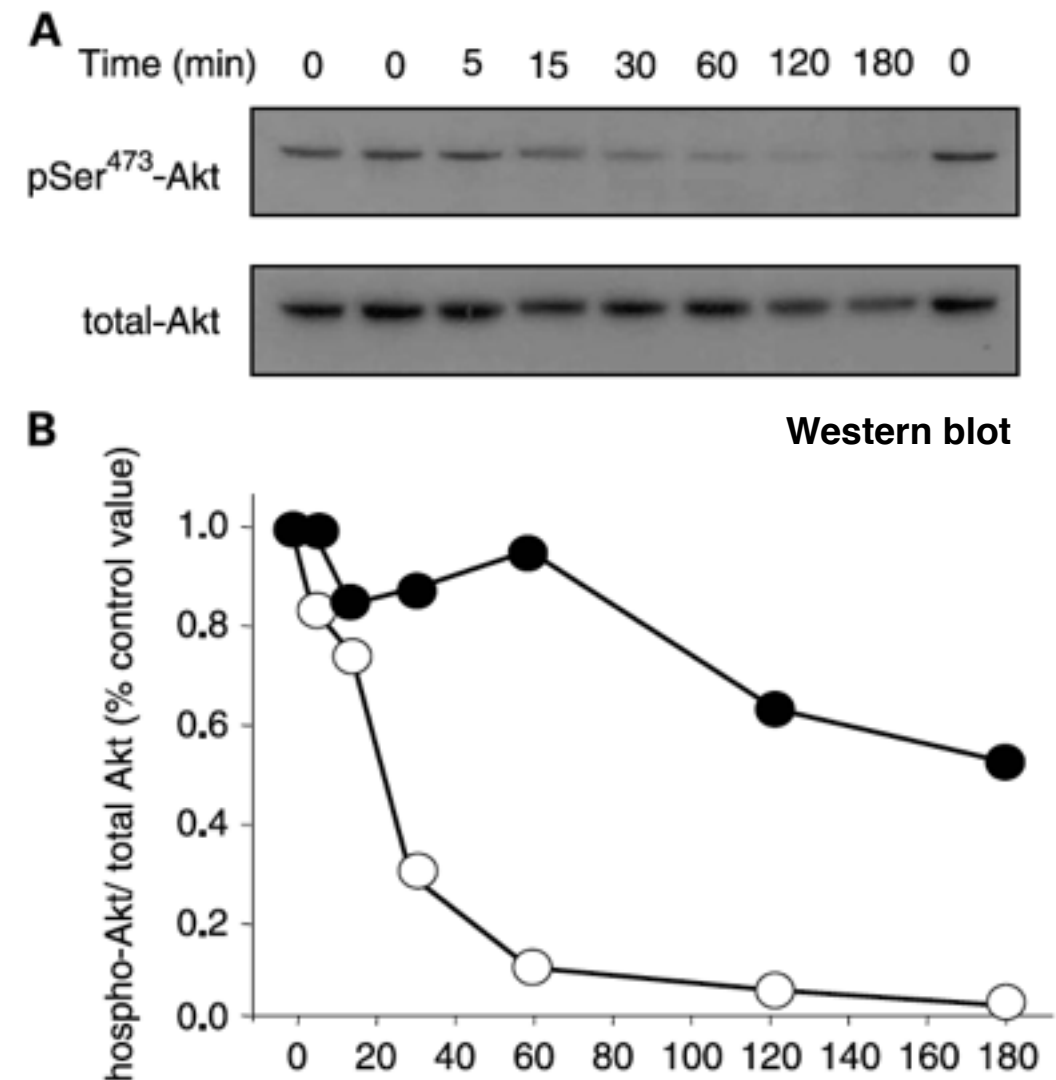 A
Time (min) 0 0 5 15 30 60 120 180 0
pSer473-Akt
total-Akt
B
Western blot
hospho-Akt/ total Akt (% control value)
1.0
0.8
0.6
0.4
0.2
0.0
0 20 40 60 80 100 120 140 160 180